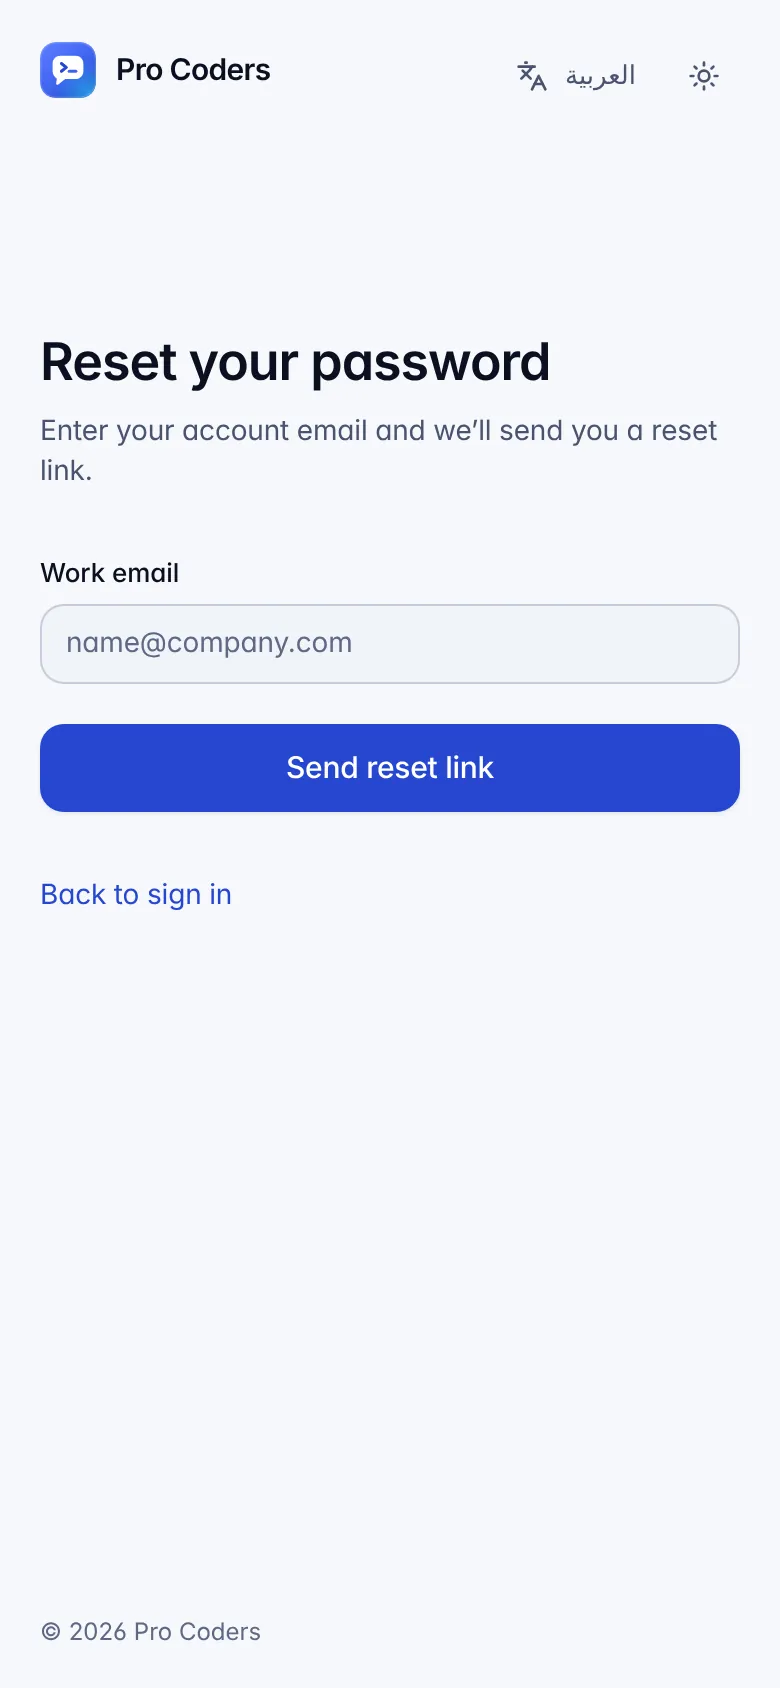 Pro Coders
العربية
Reset your password
Enter your account email and we’ll send you a reset
link.
Work email
name@company.com
Send reset link
Back to sign in
© 2026 Pro Coders